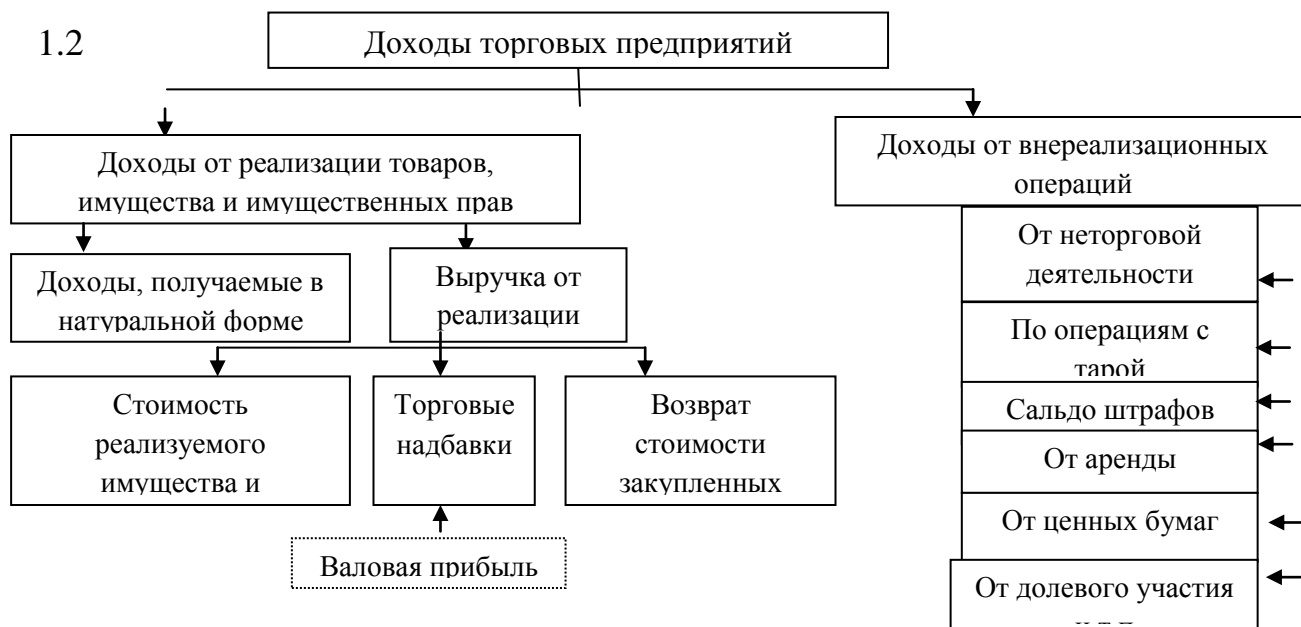 1.2
Доходы торговых предприятий
Доходы от реализации товаров,
имущества и имущественных прав
Доходы от внереализационных
операций
Доходы, получаемые в
натуральной форме
Выручка от
реализации
Стоимость
реализуемого
имущества и
Торговые
надбавки
Возврат
стоимости
закупленных
Валовая прибыль
От неторговой
деятельности
По операциям с
тарой
Сальдо штрафов
От аренды
От ценных бумаг
От долевого участия